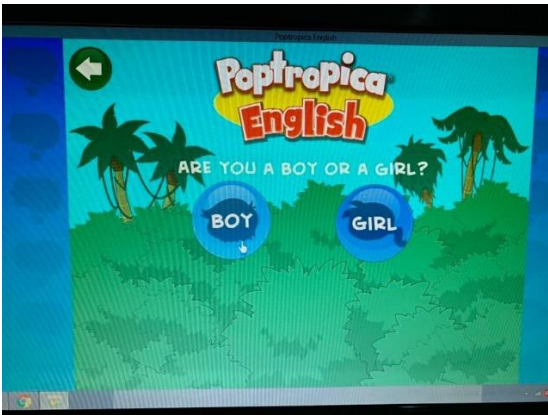 Poptropica English
Poptropica
English
ARE YOU A BOY OR A GIRL?
BOY
GIRL